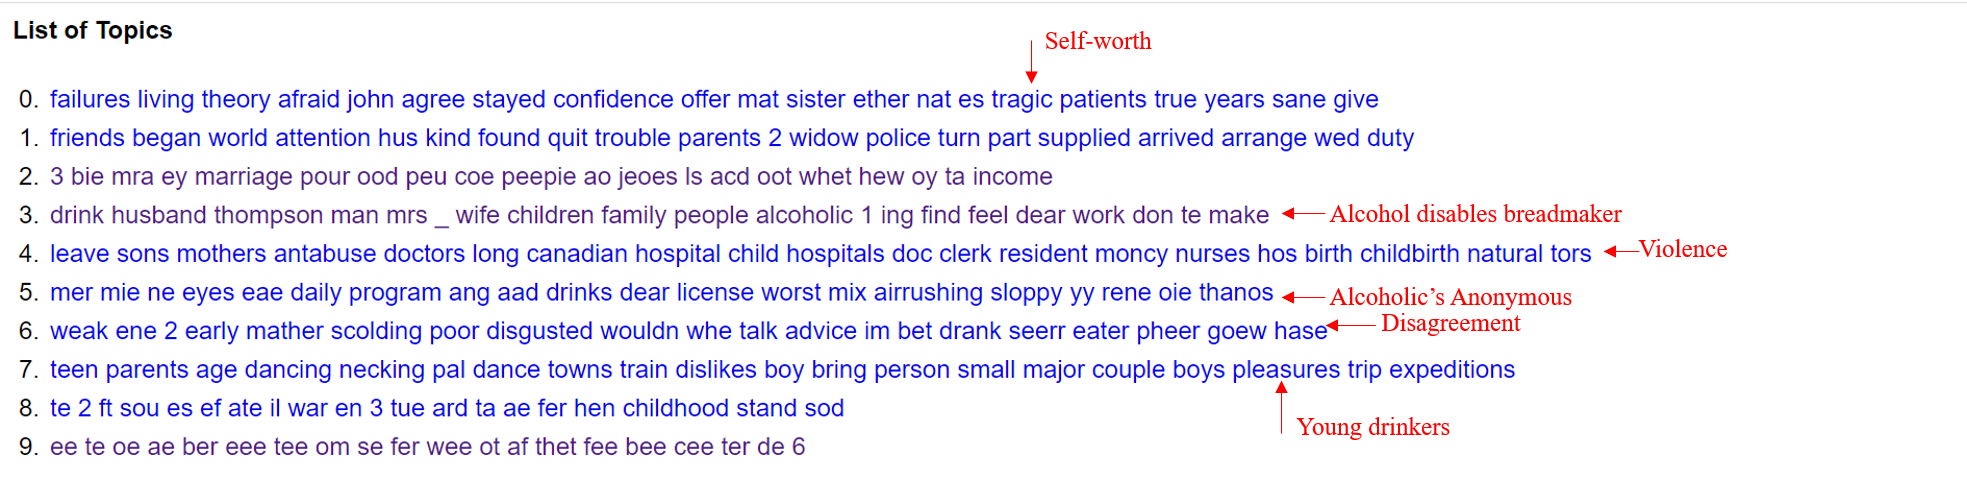 List of Topics
Self-worth
0. failures living theory afraid john agree stayed confidence offer mat sister ether nat es tragic patients true years sane give
1. friends began world attention hus kind found quit trouble parents 2 widow police turn part supplied arrived arrange wed duty
2. 3 bie mra ey marriage pour ood peu coe peepie ao jeoes ls acd oot whet hew oy ta income
3. drink husband thompson man mrs _ wife children family people alcoholic 1 ing find feel dear work don te make Alcohol disables breadmaker
4. leave sons mothers antabuse doctors long canadian hospital child hospitals doc clerk resident moncy nurses hos birth childbirth natural tors Violence
5. mer mie ne eyes eae daily program ang aad drinks dear license worst mix airrushing sloppy yy rene oie thanos Alcoholic’s Anonymous
6. weak ene 2 early mather scolding poor disgusted wouldn whe talk advice im bet drank seerr eater pheer goew hase Disagreement
7. teen parents age dancing necking pal dance towns train dislikes boy bring person small major couple boys pleasures trip expeditions
8. te 2 ft sou es ef ate il war en 3 tue ard ta ae fer hen childhood stand sod
Young drinkers
9. ee te oe ae ber eee tee om se fer wee ot af thet fee bee cee ter de 6